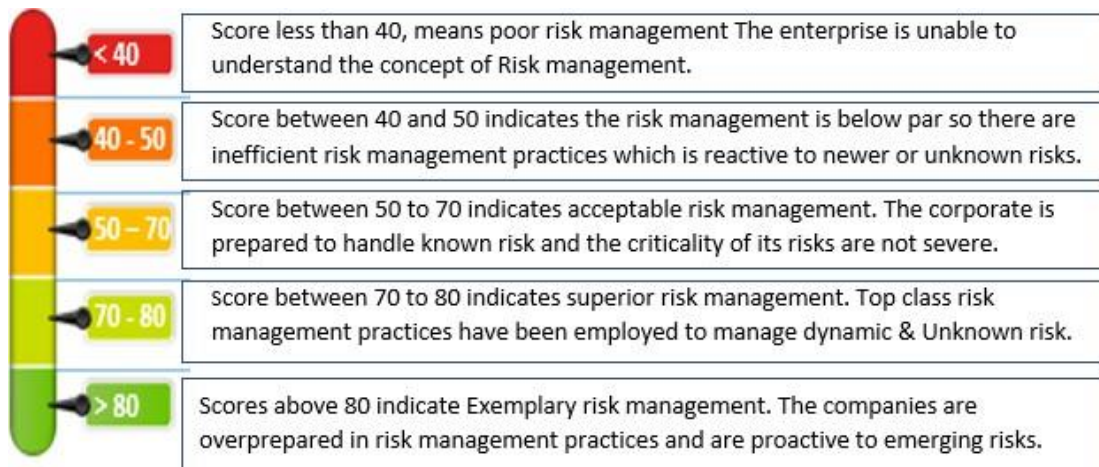 < 40
Score less than 40, means poor risk management The enterprise is unable to
understand the concept of Risk management.
40 - 50
Score between 40 and 50 indicates the risk management is below par so there are
inefficient risk management practices which is reactive to newer or unknown risks.
50 – 70
Score between 50 to 70 indicates acceptable risk management. The corporate is
prepared to handle known risk and the criticality of its risks are not severe.
70 - 80
Score between 70 to 80 indicates superior risk management. Top class risk
management practices have been employed to manage dynamic & Unknown risk.
> 80
Scores above 80 indicate Exemplary risk management. The companies are
overprepared in risk management practices and are proactive to emerging risks.